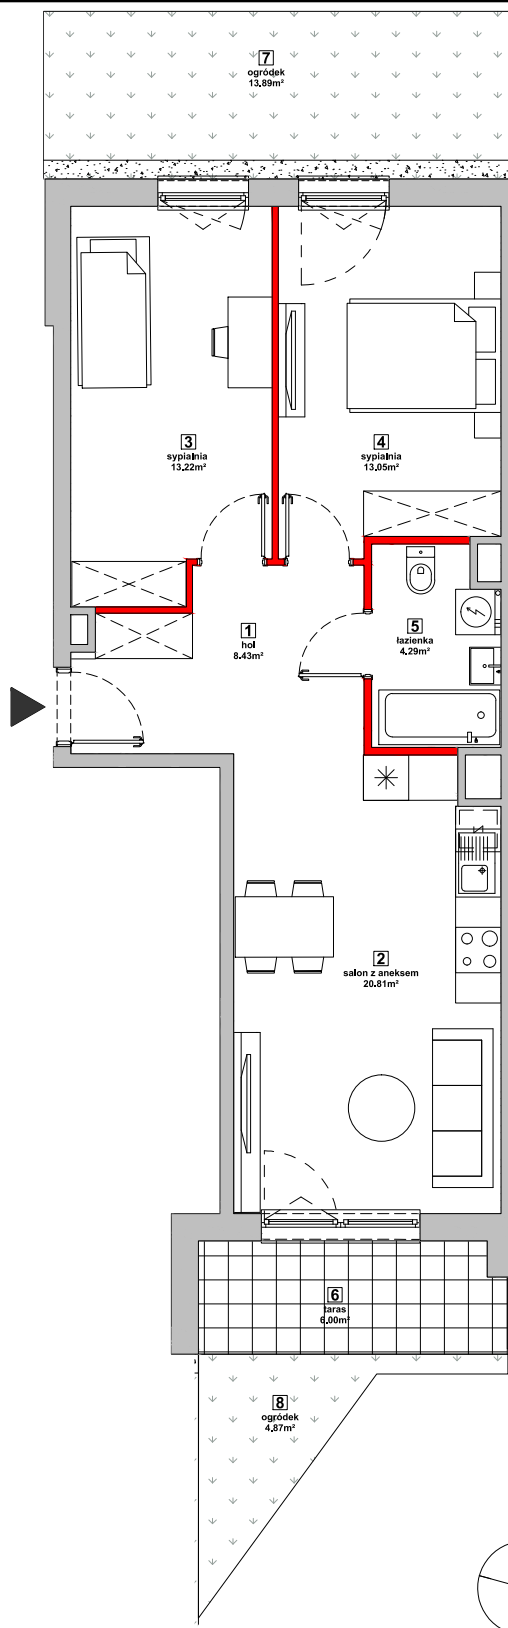 7
ogródek
13.89m²
3
sypialnia
13.22m²
4
sypialnia
13.05m²
1
hol
8.43m²
5
łazienka
4.29m²
2
salon z aneksem
20.81m²
6
taras
6.00m²
8
ogródek
4.87m²